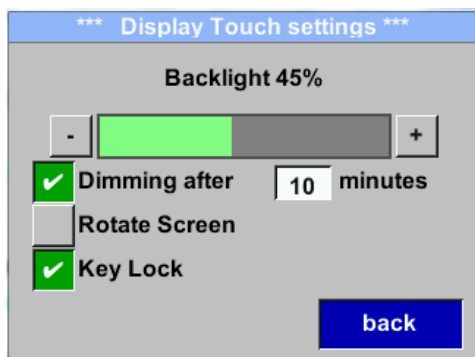 *** Display Touch settings ***
Backlight 45%
- +
Dimming after 10 minutes
Rotate Screen
Key Lock
back